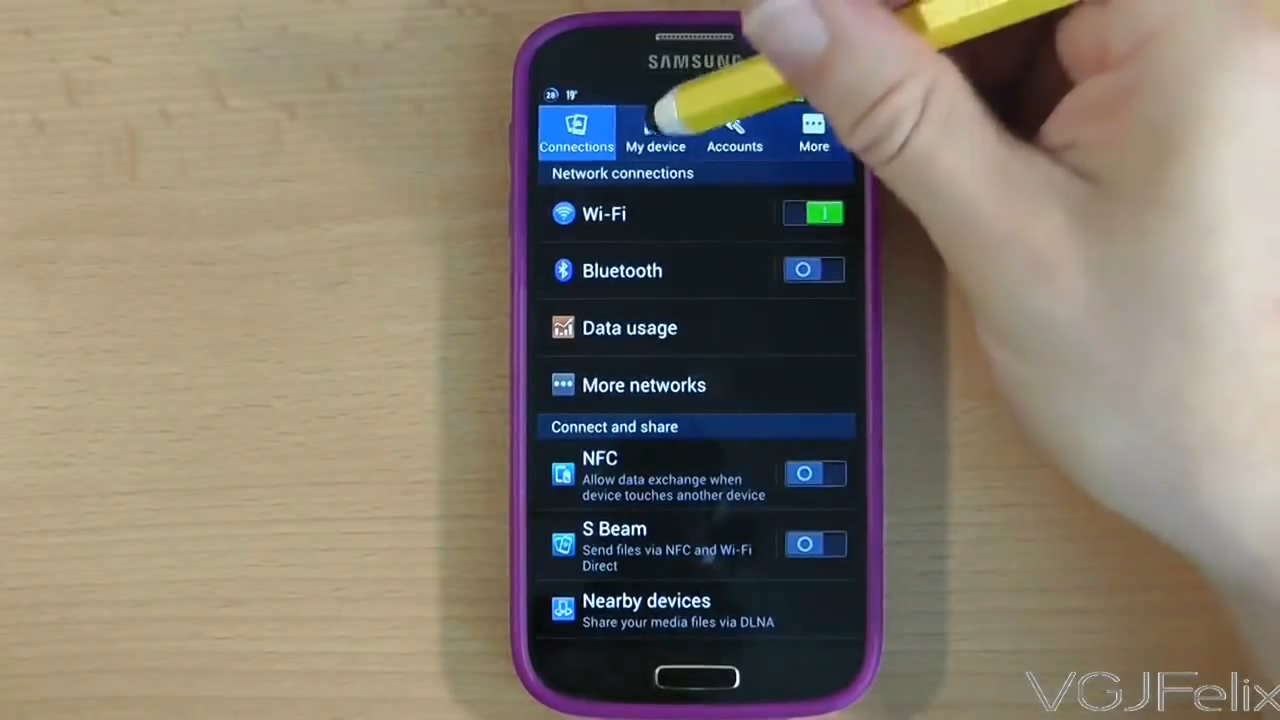 SAMSUNG
28 19°
Connections My device Accounts More
Network connections
Wi-Fi
Bluetooth
Data usage
More networks
Connect and share
NFC
Allow data exchange when
device touches another device
S Beam
Send files via NFC and Wi-Fi
Direct
Nearby devices
Share your media files via DLNA
VGJFelix